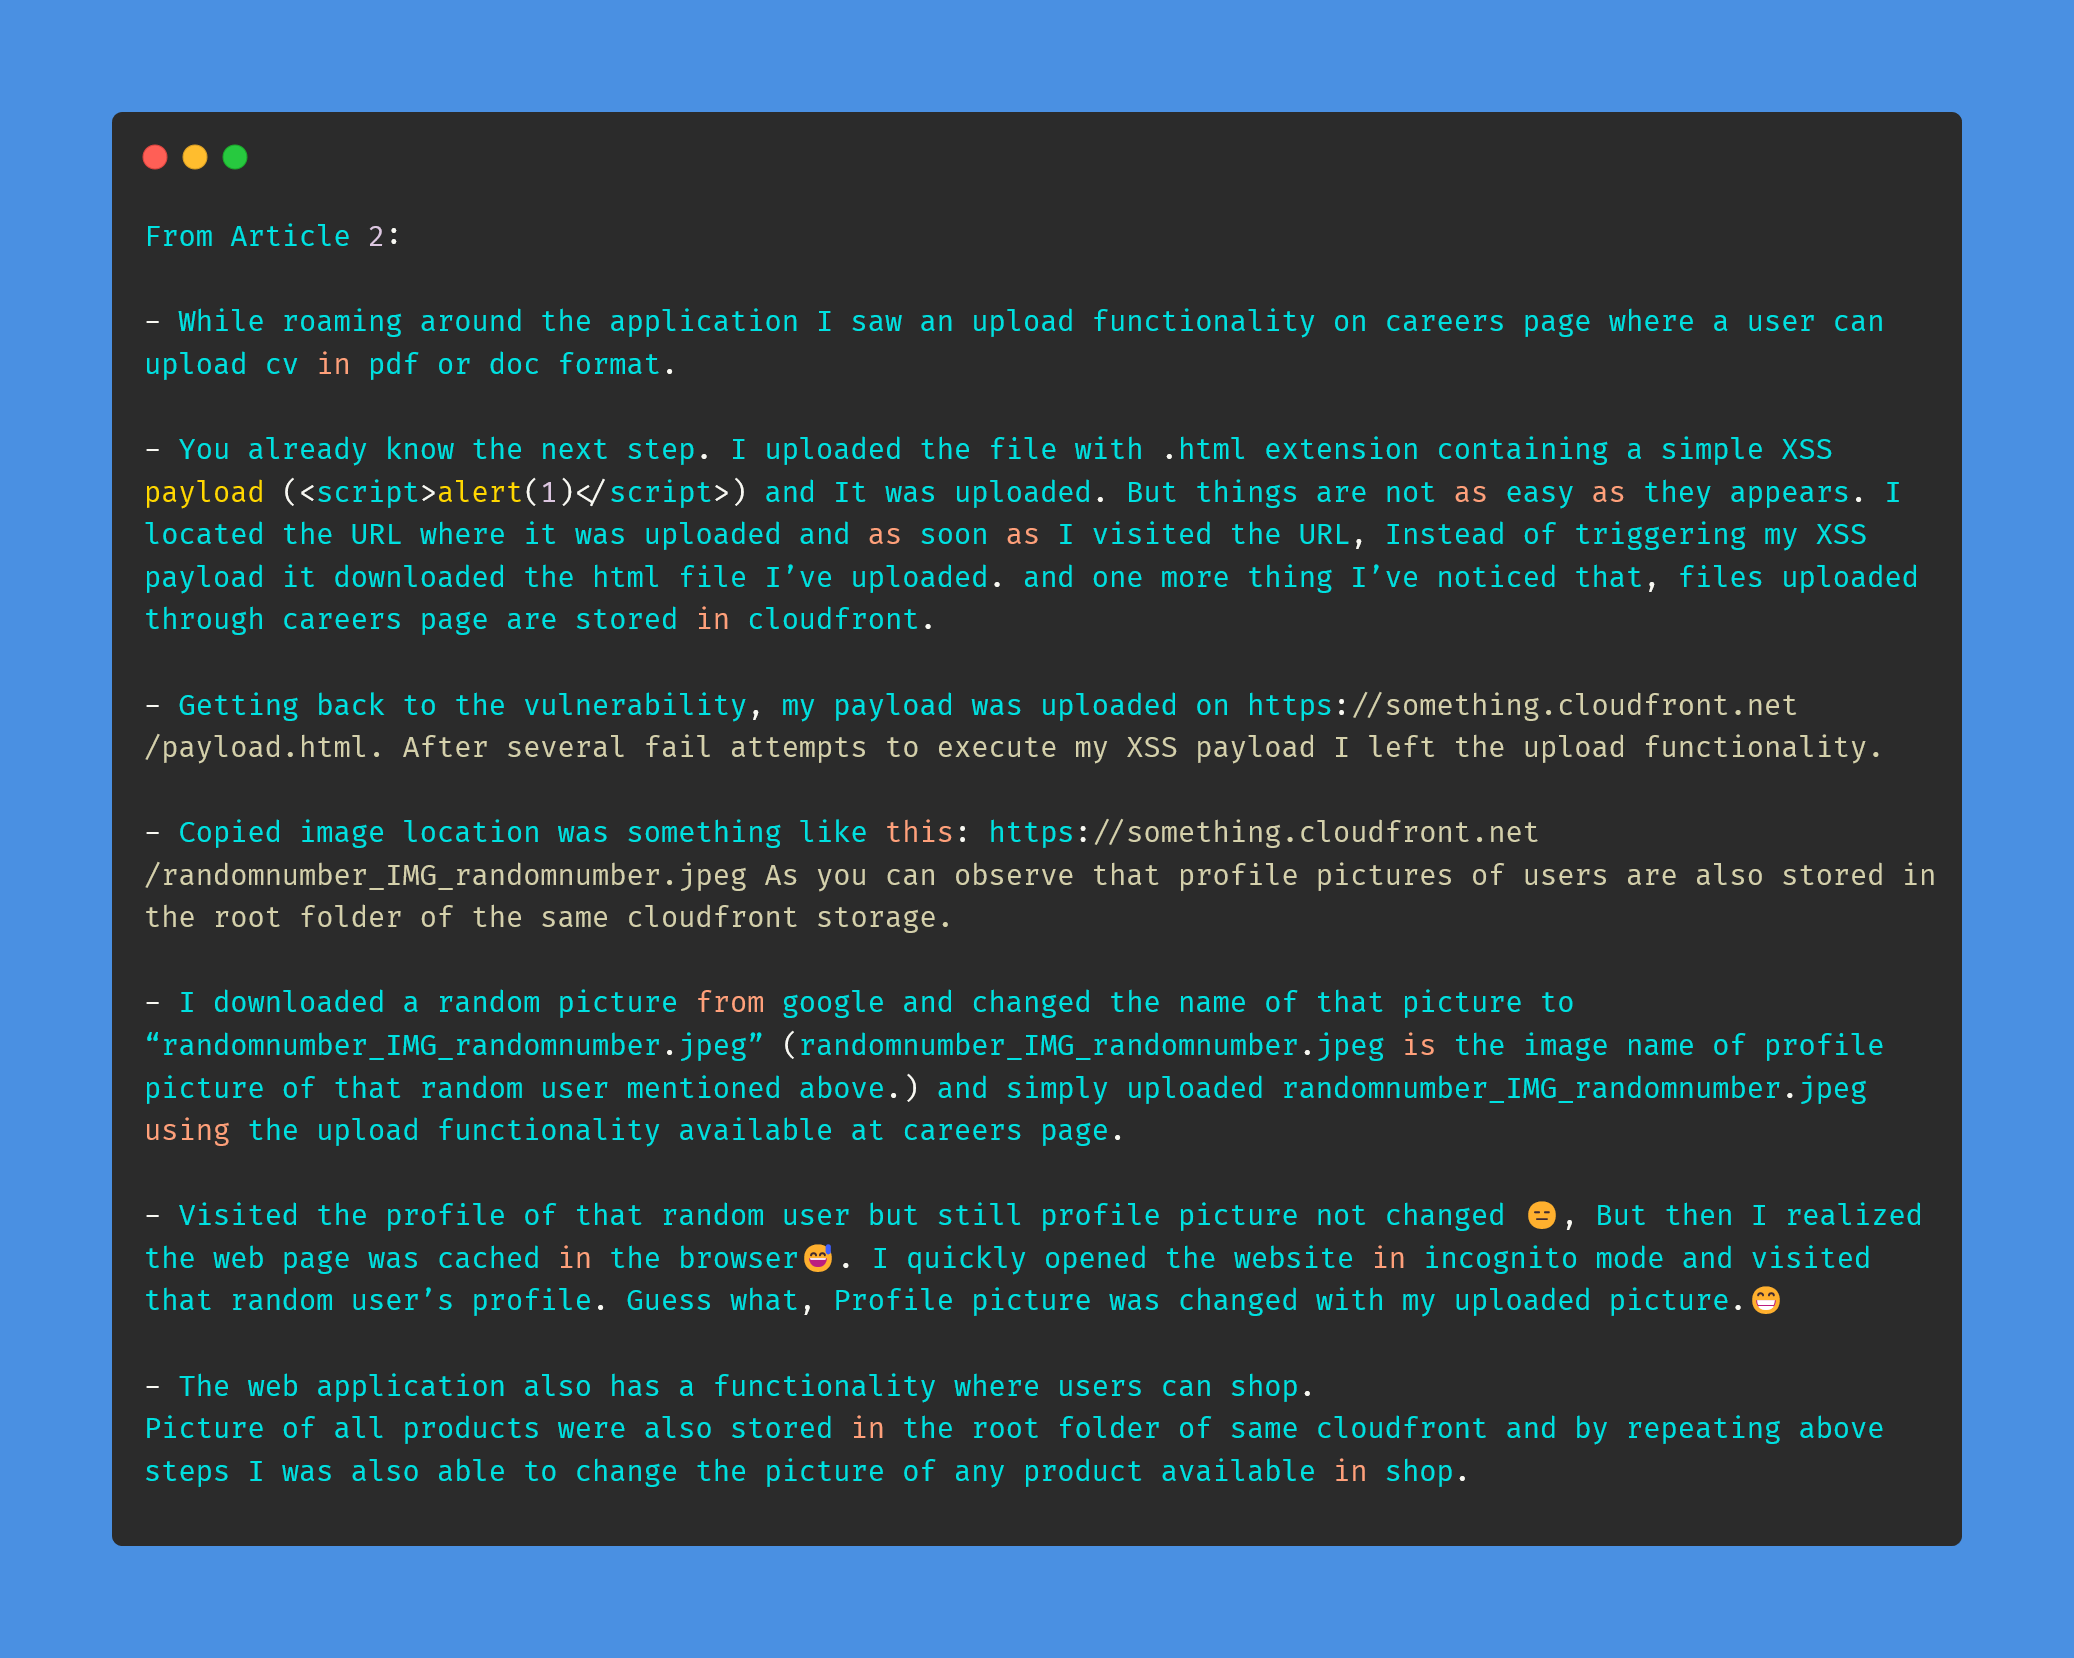 From Article 2:
- While roaming around the application I saw an upload functionality on careers page where a user can
upload cv in pdf or doc format.
- You already know the next step. I uploaded the file with .html extension containing a simple XSS
payload (<script>alert(1)</script>) and It was uploaded. But things are not as easy as they appears. I
located the URL where it was uploaded and as soon as I visited the URL, Instead of triggering my XSS
payload it downloaded the html file I’ve uploaded. and one more thing I’ve noticed that, files uploaded
through careers page are stored in cloudfront.
- Getting back to the vulnerability, my payload was uploaded on https://something.cloudfront.net
/payload.html. After several fail attempts to execute my XSS payload I left the upload functionality.
- Copied image location was something like this: https://something.cloudfront.net
/randomnumber_IMG_randomnumber.jpeg As you can observe that profile pictures of users are also stored in
the root folder of the same cloudfront storage.
- I downloaded a random picture from google and changed the name of that picture to
“randomnumber_IMG_randomnumber.jpeg” (randomnumber_IMG_randomnumber.jpeg is the image name of profile
picture of that random user mentioned above.) and simply uploaded randomnumber_IMG_randomnumber.jpeg
using the upload functionality available at careers page.
- Visited the profile of that random user but still profile picture not changed 😑, But then I realized
the web page was cached in the browser😅. I quickly opened the website in incognito mode and visited
that random user’s profile. Guess what, Profile picture was changed with my uploaded picture.😁
- The web application also has a functionality where users can shop.
Picture of all products were also stored in the root folder of same cloudfront and by repeating above
steps I was also able to change the picture of any product available in shop.